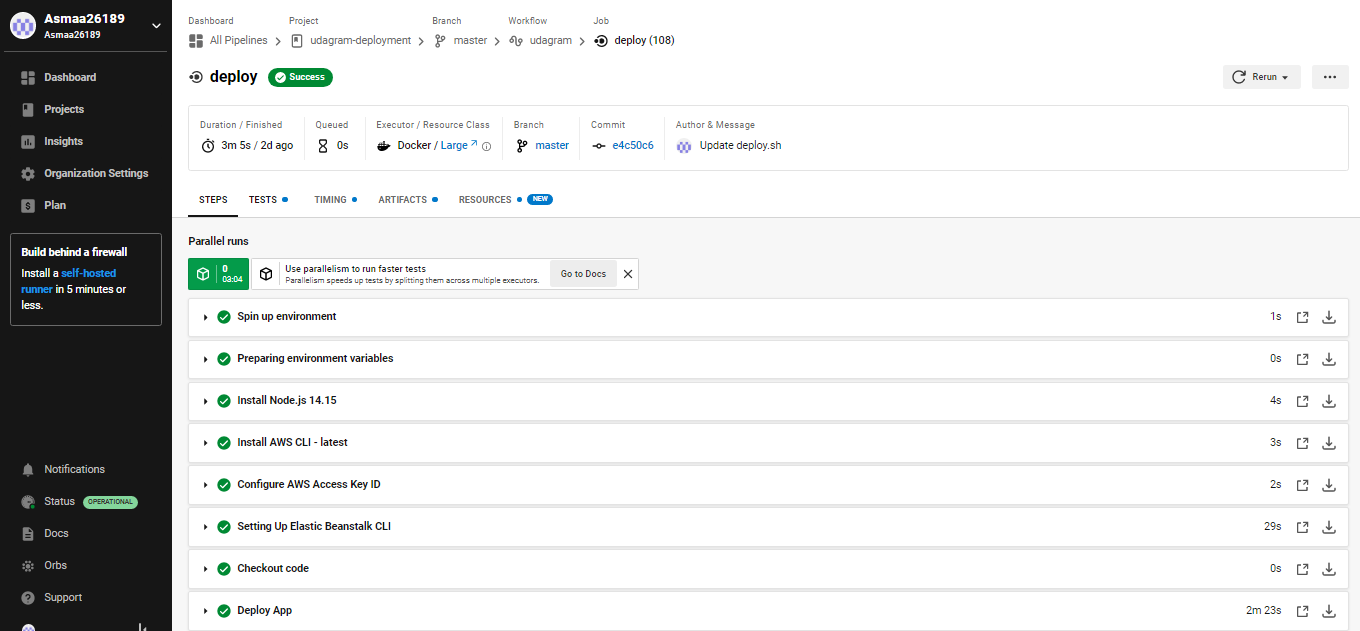 Asmaa26189
Asmaa26189
Dashboard
Projects
Insights
Organization Settings
Plan
Build behind a firewall
Install a self-hosted
runner in 5 minutes or
less.
Notifications
Status OPERATIONAL
Docs
Orbs
Support
Dashboard Project Branch Workflow Job
All Pipelines udagram-deployment master udagram deploy (108)
deploy Success
Rerun
Duration / Finished Queued Executor / Resource Class Branch Commit Author & Message
3m 5s / 2d ago 0s Docker / Large master e4c50c6 Update deploy.sh
STEPS TESTS TIMING ARTIFACTS RESOURCES NEW
Parallel runs
0
03:04
Use parallelism to run faster tests
Parallelism speeds up tests by splitting them across multiple executors.
Go to Docs
Spin up environment 1s
Preparing environment variables 0s
Install Node.js 14.15 4s
Install AWS CLI - latest 3s
Configure AWS Access Key ID 2s
Setting Up Elastic Beanstalk CLI 29s
Checkout code 0s
Deploy App 2m 23s